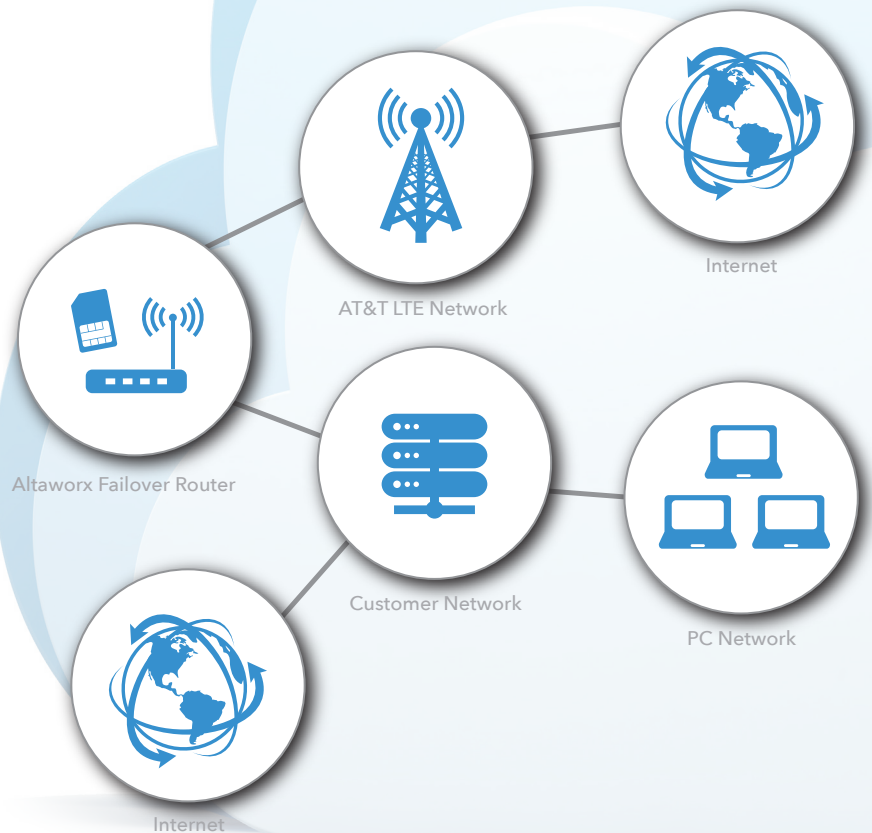 Internet
AT&T LTE Network
Altaworx Failover Router
Customer Network
PC Network
Internet